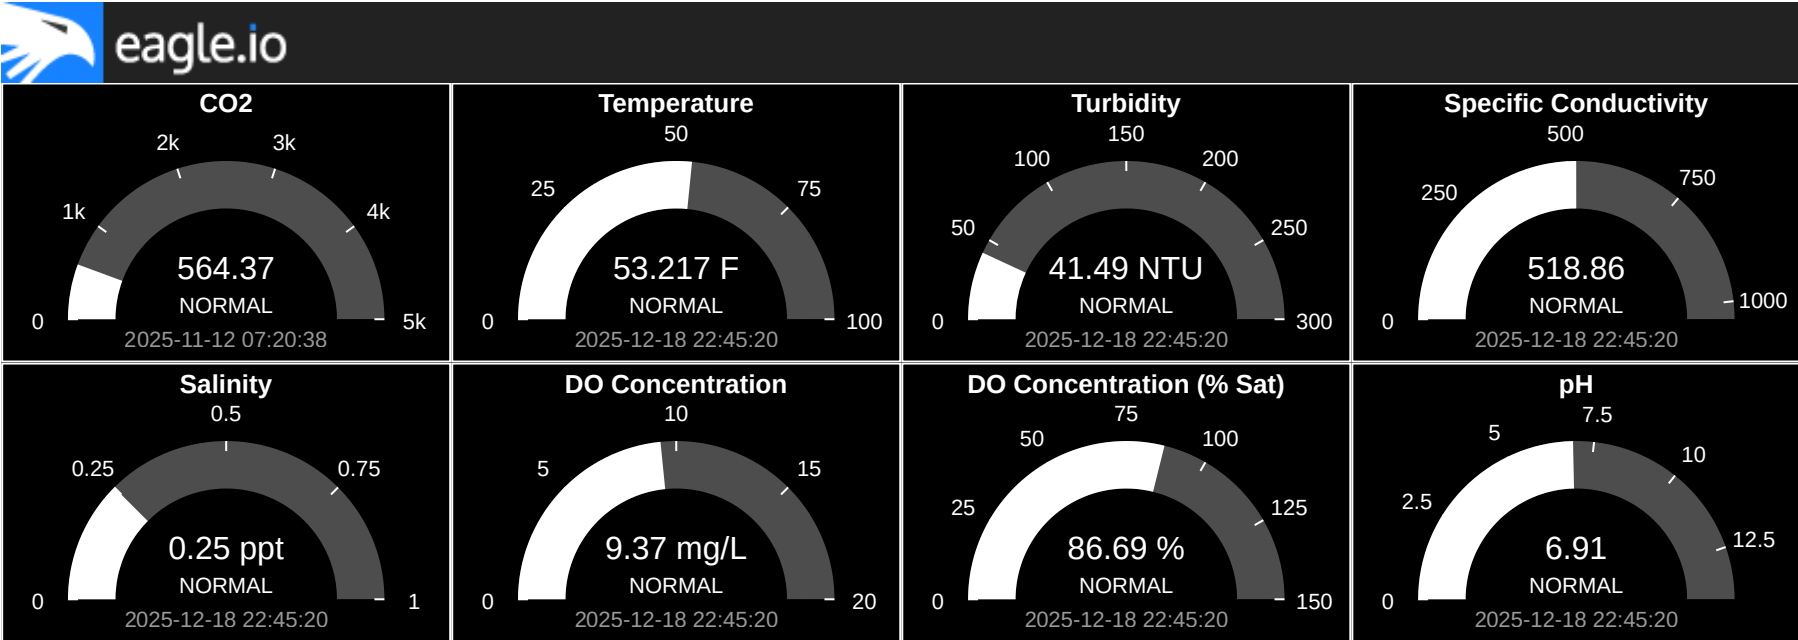 eagle.io
CO2
2k
3k
1k
4k
564.37
NORMAL
0
5k
2025-11-12 07:20:38
Temperature
50
25
75
53.217 F
NORMAL
0
100
2025-12-18 22:45:20
Turbidity
150
100
200
50
250
41.49 NTU
NORMAL
0
300
2025-12-18 22:45:20
Specific Conductivity
500
250
750
518.86
1000
NORMAL
0
2025-12-18 22:45:20
Salinity
0.5
0.25
0.75
0.25 ppt
NORMAL
0
1
2025-12-18 22:45:20
DO Concentration
10
5
15
9.37 mg/L
NORMAL
0
20
2025-12-18 22:45:20
DO Concentration (% Sat)
75
50
100
25
125
86.69 %
NORMAL
0
150
2025-12-18 22:45:20
pH
7.5
5
10
2.5
12.5
6.91
NORMAL
0
2025-12-18 22:45:20